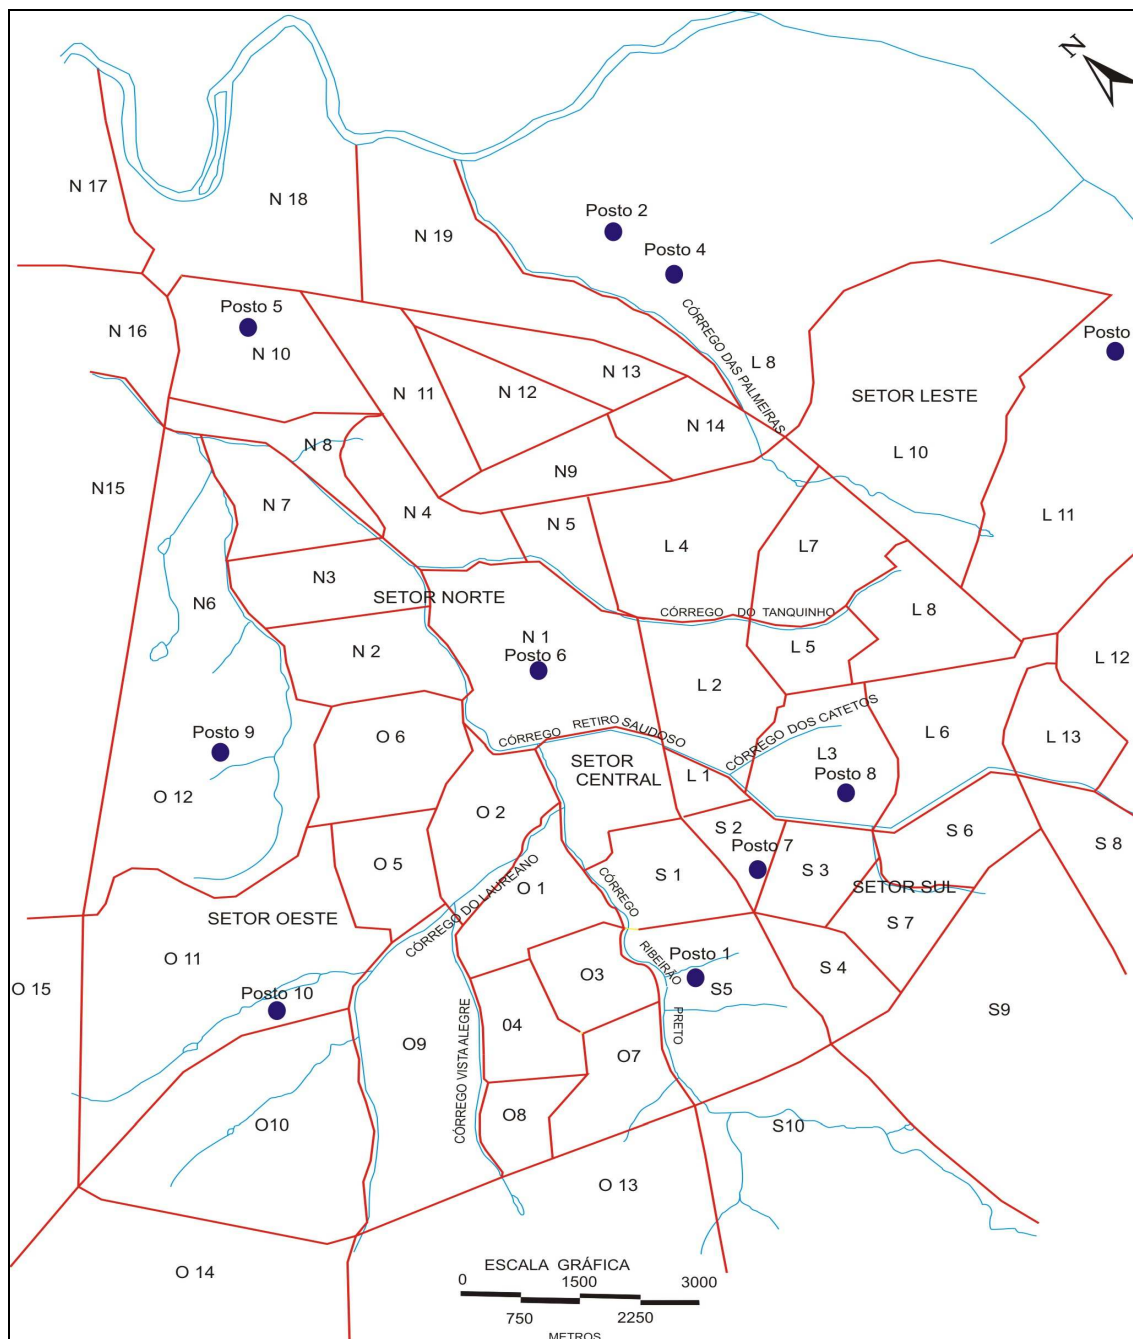 N
N 17
N 18
Posto 2
N 19
Posto 4
Posto 5
N 16
N 10
CÓRREGO DAS PALMEIRAS
Posto
L 8
N 13
N 11
N 12
SETOR LESTE
N 14
N 8
L 10
N9
N15
N 7
N 4
N 5
L 4
L7
L 11
N3
SETOR NORTE
N6
CÓRREGO DO TANQUINHO
L 8
N 1
N 2
Posto 6
L 5
L 12
L 2
CÓRREGO RETIRO SAUDOSO
CÓRREGO DOS CATETOS
Posto 9
O 6
SETOR
CENTRAL
L 6
L 13
L3
L 1
Posto 8
O 12
O 2
S 2
S 6
S 8
Posto 7
O 5
CÓRREGO DO LAUREANO
O 1
S 1
S 3
SETOR SUL
CÓRREGO
RIBEIRÃO
PRETO
SETOR OESTE
S 7
O 11
Posto 1
S 4
O3
O 15
Posto 10
S5
S9
04
O9
CÓRREGO VISTA ALEGRE
O7
O8
O10
S10
O 13
O 14
ESCALA GRÁFICA
0 1500 3000
750 2250
METROS